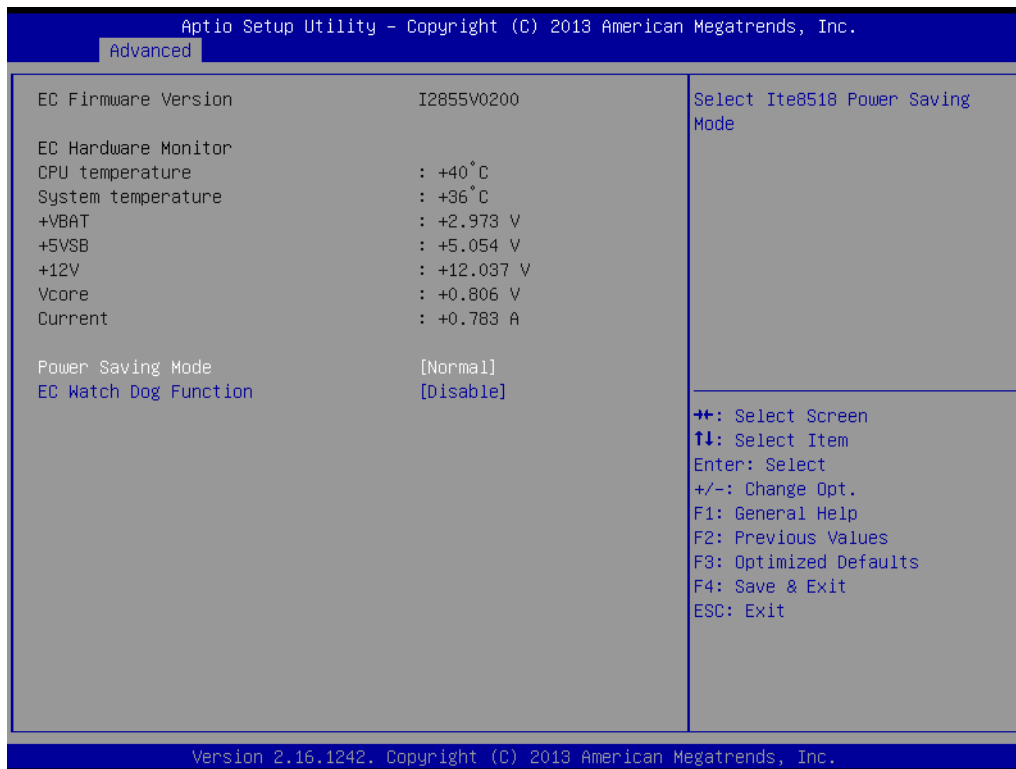 Aptio Setup Utility – Copyright (C) 2013 American Megatrends, Inc.
Advanced
EC Firmware Version I2855V0200
EC Hardware Monitor
CPU temperature : +40°C
System temperature : +36°C
+VBAT : +2.973 V
+5VSB : +5.054 V
+12V : +12.037 V
Vcore : +0.806 V
Current : +0.783 A
Power Saving Mode [Normal]
EC Watch Dog Function [Disable]
Select Ite8518 Power Saving
Mode
→←: Select Screen
↑↓: Select Item
Enter: Select
+/-: Change Opt.
F1: General Help
F2: Previous Values
F3: Optimized Defaults
F4: Save & Exit
ESC: Exit
Version 2.16.1242. Copyright (C) 2013 American Megatrends, Inc.